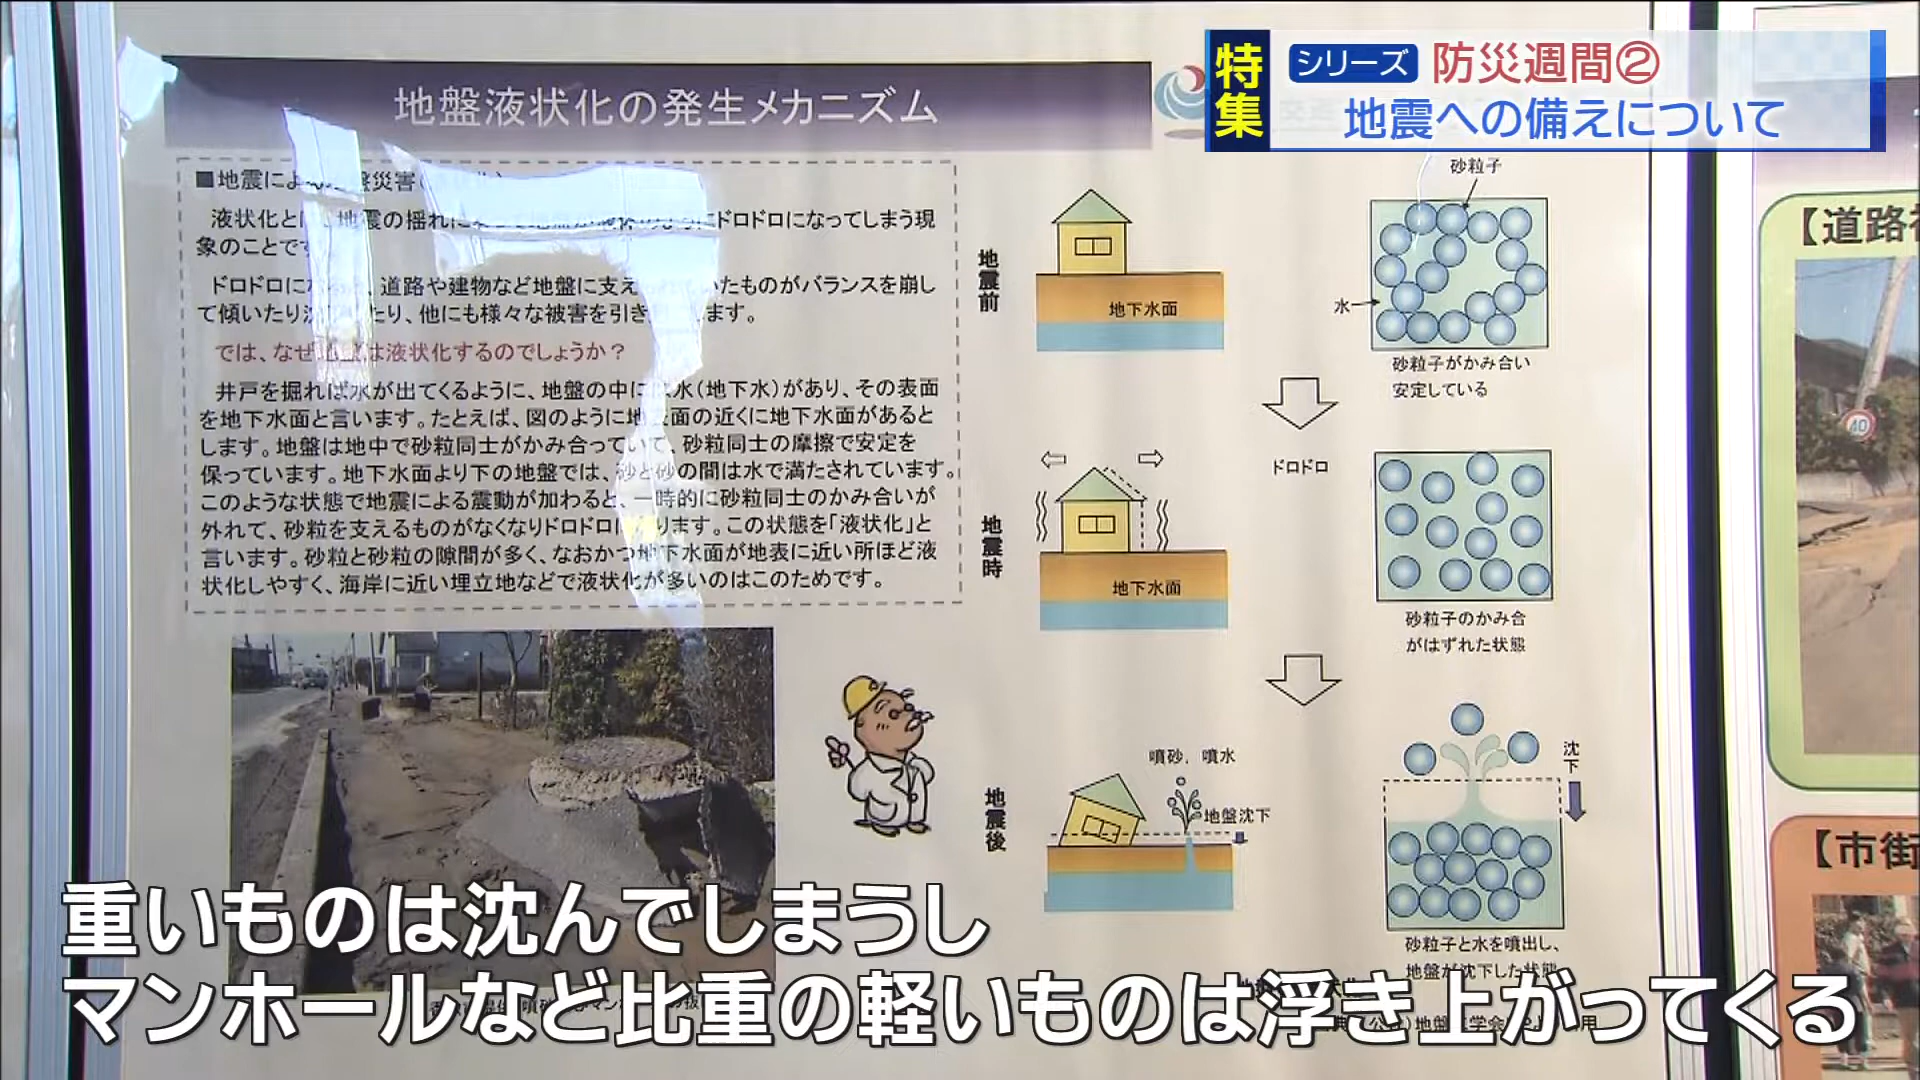 特集
シリーズ 防災週間②
地震への備えについて
地盤液状化の発生メカニズム
■地震によ
液状化とは、地震の揺れに ドロドロになってしまう現
象のことです
ドロドロに 道路や建物など地盤に支え いたものがバランスを崩し
て傾いたり たり、他にも様々な被害を引き ます。
では、なぜ地盤は液状化するのでしょうか？
井戸を掘れば水が出てくるように、地盤の中には水(地下水)があり、その表面
を地下水面と言います。たとえば、図のように地表面の近くに地下水面があると
します。地盤は地中で砂粒同士がかみ合っていて、砂粒同士の摩擦で安定を
保っています。地下水面より下の地盤では、砂と砂の間は水で満たされています。
このような状態で地震による震動が加わると、一時的に砂粒同士のかみ合いが
外れて、砂粒を支えるものがなくなりドロドロになります。この状態を「液状化」と
言います。砂粒と砂粒の隙間が多く、なおかつ地下水面が地表に近い所ほど液
状化しやすく、海岸に近い埋立地などで液状化が多いのはこのためです。
地震前
地下水面
砂粒子
水
砂粒子がかみ合い
安定している
ドロドロ
地震時
地下水面
砂粒子のかみ合
がはずれた状態
地震後
噴砂，噴水
地盤沈下
沈下
砂粒子と水を噴出し、
地盤が沈下した状態
【道路
40
【市街
重いものは沈んでしまうし
マンホールなど比重の軽いものは浮き上がってくる